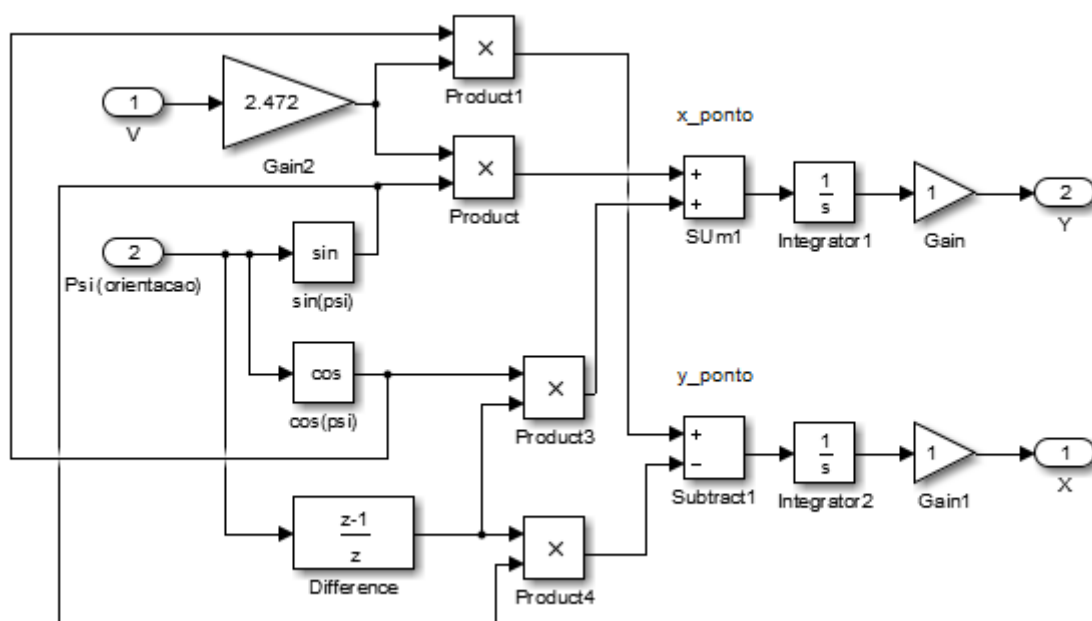 ×
Product1
1
V
2.472
Gain2
×
Product
x_ponto
+
+
SUm1
1
s
Integrator1
1
Gain
2
Y
2
Psi (orientacao)
sin
sin(psi)
cos
cos(psi)
×
Product3
y_ponto
+
−
Subtract1
1
s
Integrator2
1
Gain1
1
X
z-1
z
Difference
×
Product4